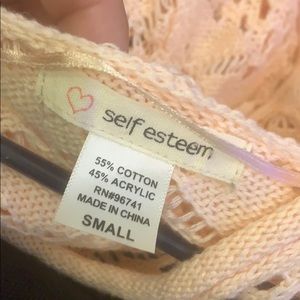 self esteem
55% COTTON
45% ACRYLIC
RN#96741
MADE IN CHINA
SMALL